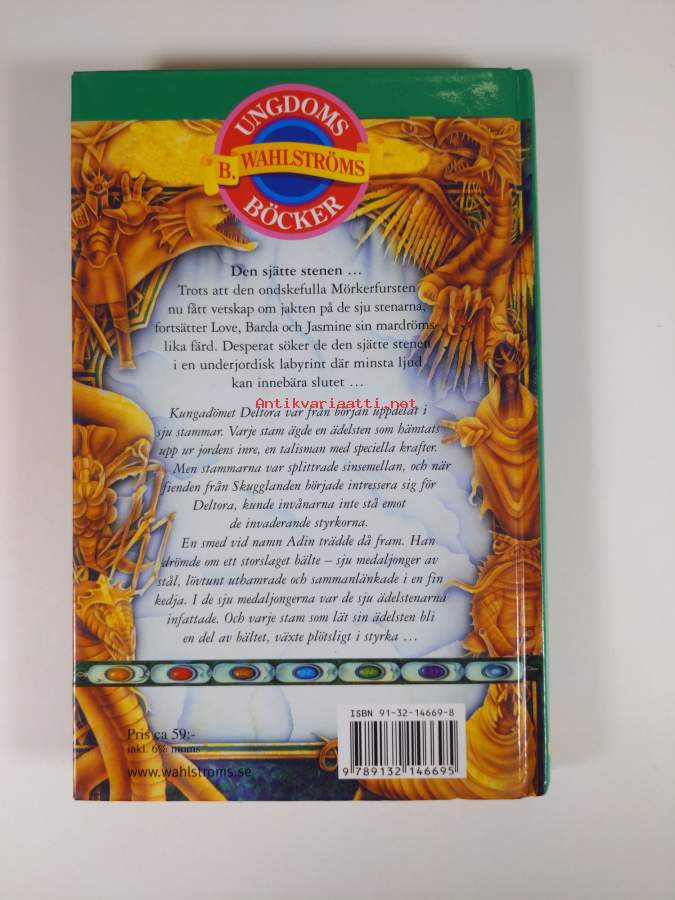 UNGDOMS
B. WAHLSTRÖMS
BÖCKER
Den sjätte stenen …
Trots att den ondskefulla Mörkerfursten
nu fått vetskap om jakten på de sju stenarna,
fortsätter Love, Barda och Jasmine sin mardröms-
lika färd. Desperat söker de den sjätte stenen
i en underjordisk labyrint där minsta ljud
kan innebära slutet …
Antikvariaatti.net
Kungadömet Deltora var från början uppdelat i
sju stammar. Varje stam ägde en ädelsten som hämtats
upp ur jordens inre, en talisman med speciella krafter.
Men stammarna var splittrade sinsemellan, och när
fienden från Skugglanden började intressera sig för
Deltora, kunde invånarna inte stå emot
de invaderande styrkorna.
En smed vid namn Adin trädde då fram. Han
drömde om ett storslaget bälte – sju medaljonger av
stål, lövtunt uthamrade och sammanlänkade i en fin
kedja. I de sju medaljongerna var de sju ädelstenarna
infattade. Och varje stam som lät sin ädelsten bli
en del av bältet, växte plötsligt i styrka …
ISBN 91-32-14669-8
Pris ca 59:-
inkl. 6% moms
www.wahlstroms.se
9 789132 146695